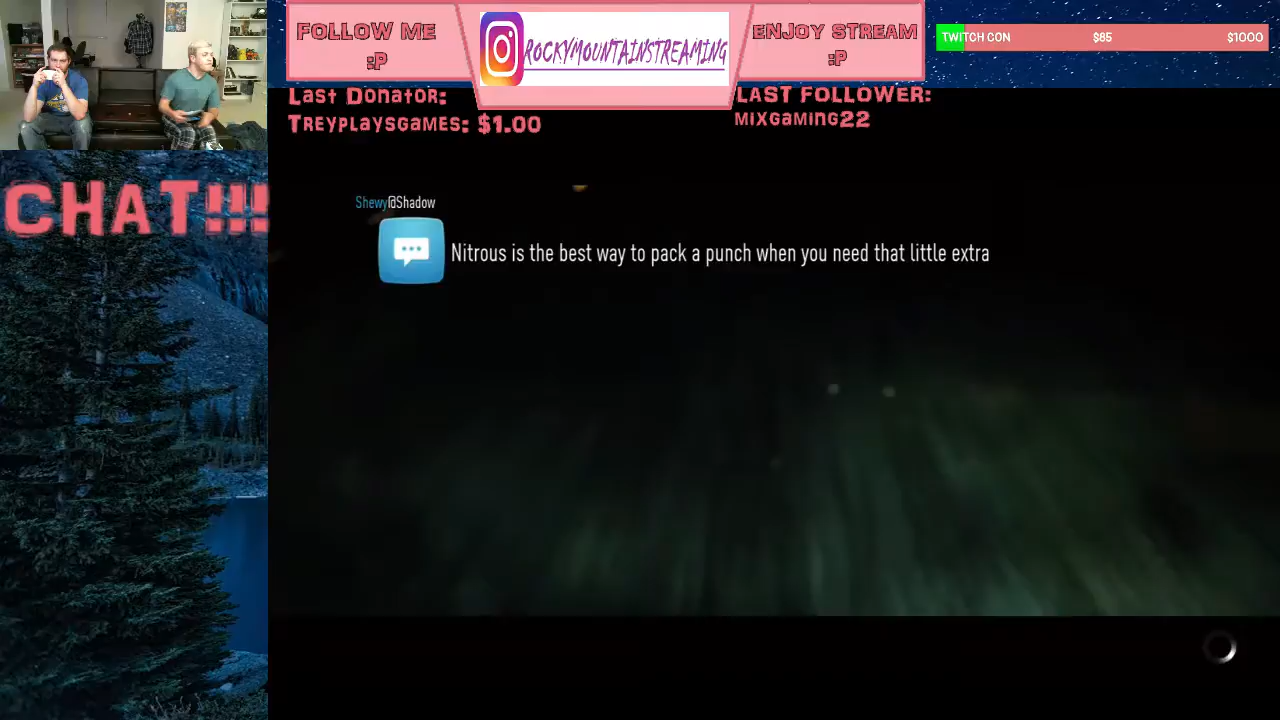 FOLLOW ME
:P
ROCKYMOUNTAINSTREAMING
ENJOY STREAM
:P
TWITCH CON $85 $1000
Last Donator:
Treyplaysgames: $1.00
LAST FOLLOWER:
mixgaming22
CHAT!!!
Shewy@Shadow
Nitrous is the best way to pack a punch when you need that little extra